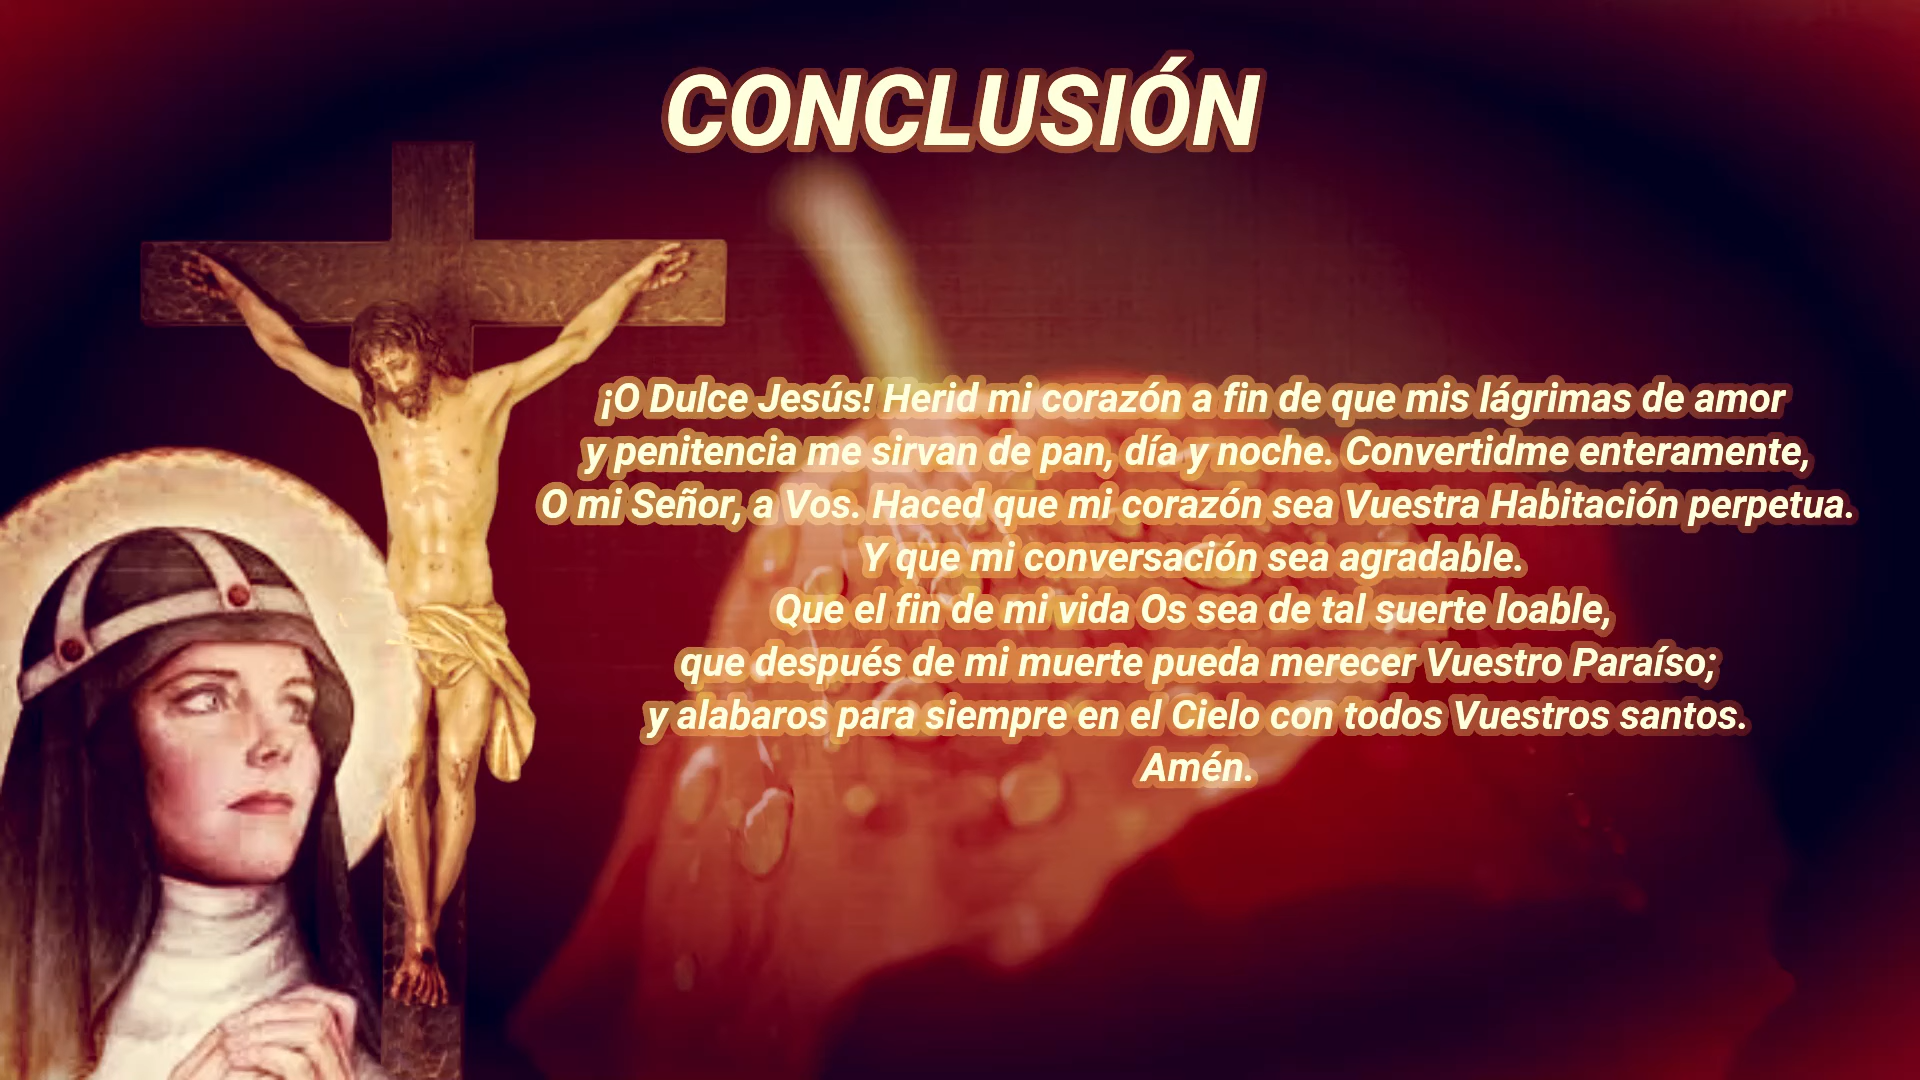 CONCLUSIÓN
¡O Dulce Jesús! Herid mi corazón a fin de que mis lágrimas de amor
y penitencia me sirvan de pan, día y noche. Convertidme enteramente,
O mi Señor, a Vos. Haced que mi corazón sea Vuestra Habitación perpetua.
Y que mi conversación sea agradable.
Que el fin de mi vida Os sea de tal suerte loable,
que después de mi muerte pueda merecer Vuestro Paraíso;
y alabaros para siempre en el Cielo con todos Vuestros santos.
Amén.